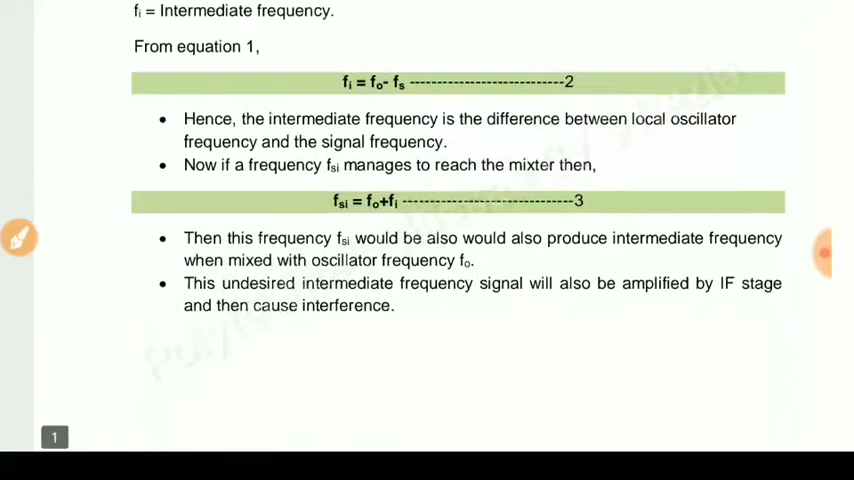 fi = Intermediate frequency.
From equation 1,
fi = fo- fs ----------------------------2
• Hence, the intermediate frequency is the difference between local oscillator
frequency and the signal frequency.
• Now if a frequency fsi manages to reach the mixter then,
fsi = fo+fi -------------------------------3
• Then this frequency fsi would be also would also produce intermediate frequency
when mixed with oscillator frequency fo.
• This undesired intermediate frequency signal will also be amplified by IF stage
and then cause interference.
1